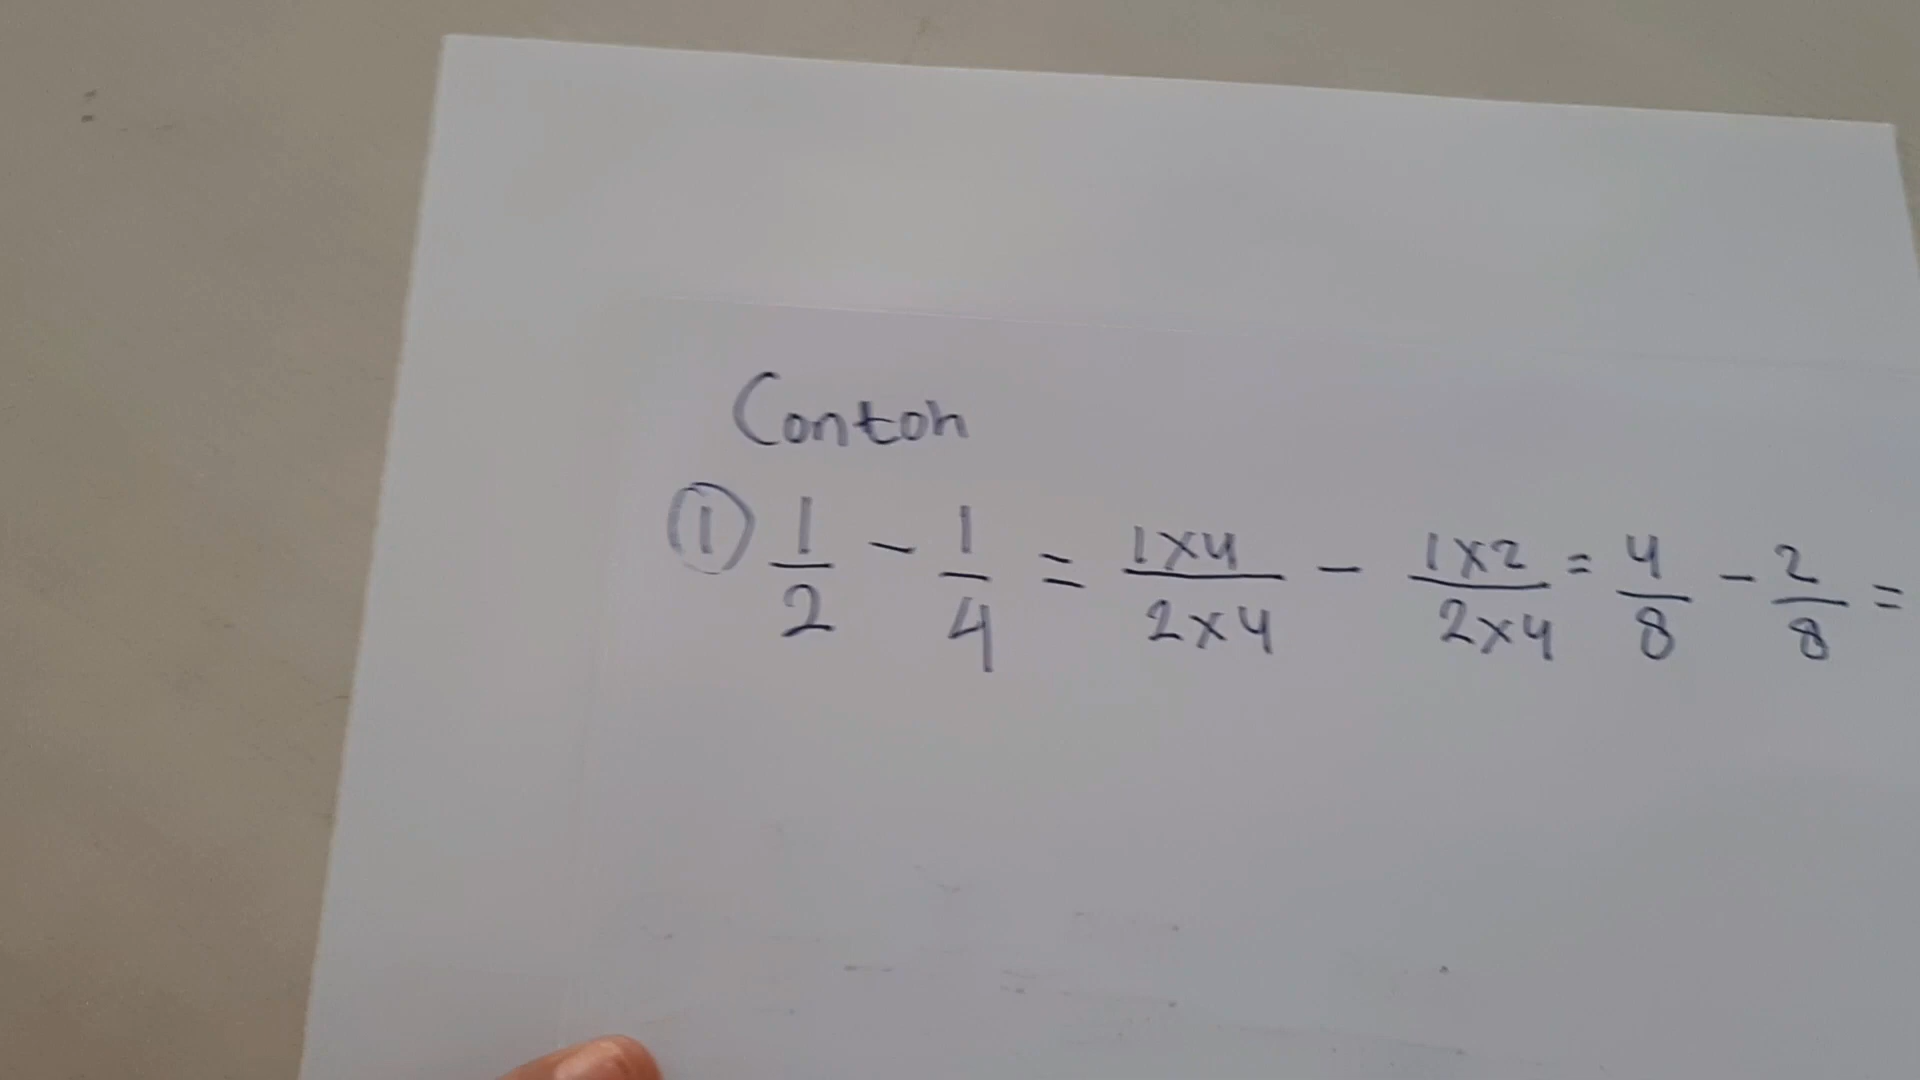 Contoh
① 1/2 - 1/4 = 1x4/2x4 - 1x2/2x4 = 4/8 - 2/8 =